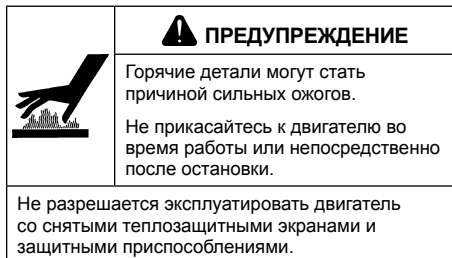 ПРЕДУПРЕЖДЕНИЕ
Горячие детали могут стать
причиной сильных ожогов.
Не прикасайтесь к двигателю во
время работы или непосредственно
после остановки.
Не разрешается эксплуатировать двигатель
со снятыми теплозащитными экранами и
защитными приспособлениями.